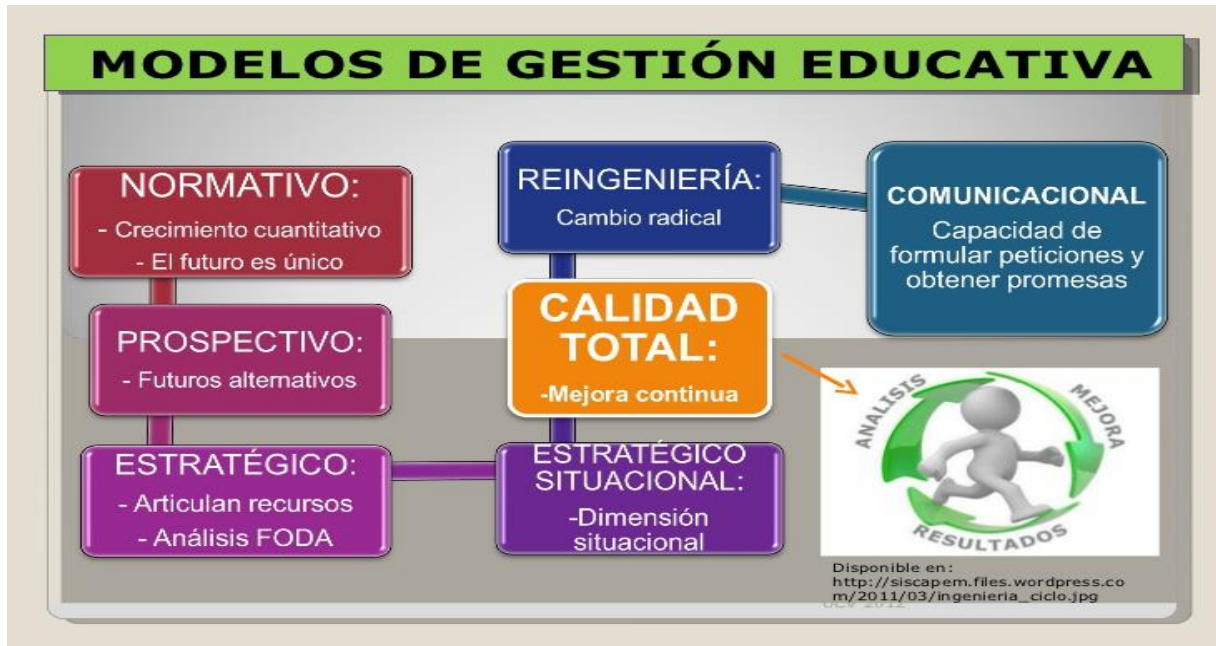 MODELOS DE GESTIÓN EDUCATIVA
NORMATIVO:
- Crecimiento cuantitativo
- El futuro es único
PROSPECTIVO:
- Futuros alternativos
ESTRATÉGICO:
- Articulan recursos
- Análisis FODA
ESTRATÉGICO
SITUACIONAL:
-Dimensión
situacional
CALIDAD
TOTAL:
-Mejora continua
REINGENIERÍA:
Cambio radical
COMUNICACIONAL
Capacidad de
formular peticiones y
obtener promesas
ANALISIS
MEJORA
RESULTADOS
Disponible en:
http://siscapem.files.wordpress.co
m/2011/03/ingenieria_ciclo.jpg
UCV 2012